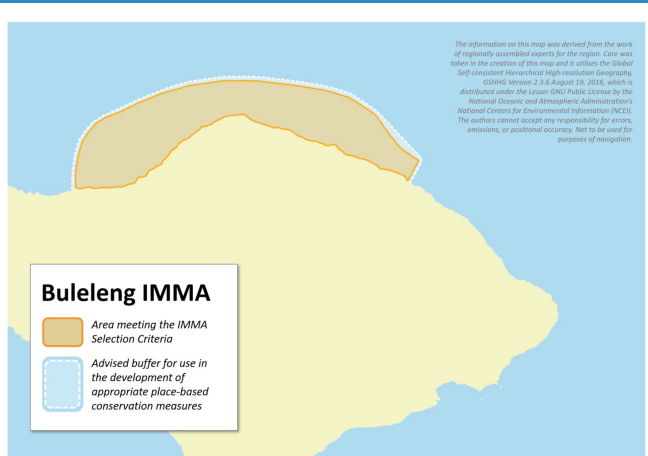 The information on this map was derived from the work
of regionally assembled experts for the region. Care was
taken in the creation of this map and it utilises the Global
Self-consistent Hierarchical High-resolution Geography,
GSHHG Version 2.3.6 August 19, 2016, which is
distributed under the Lesser GNU Public License by the
National Oceanic and Atmospheric Administration's
National Centers for Environmental Information (NCEI).
The authors cannot accept any responsibility for errors,
omissions, or positional accuracy. Not to be used for
purposes of navigation.
Buleleng IMMA
Area meeting the IMMA
Selection Criteria
Advised buffer for use in
the development of
appropriate place-based
conservation measures